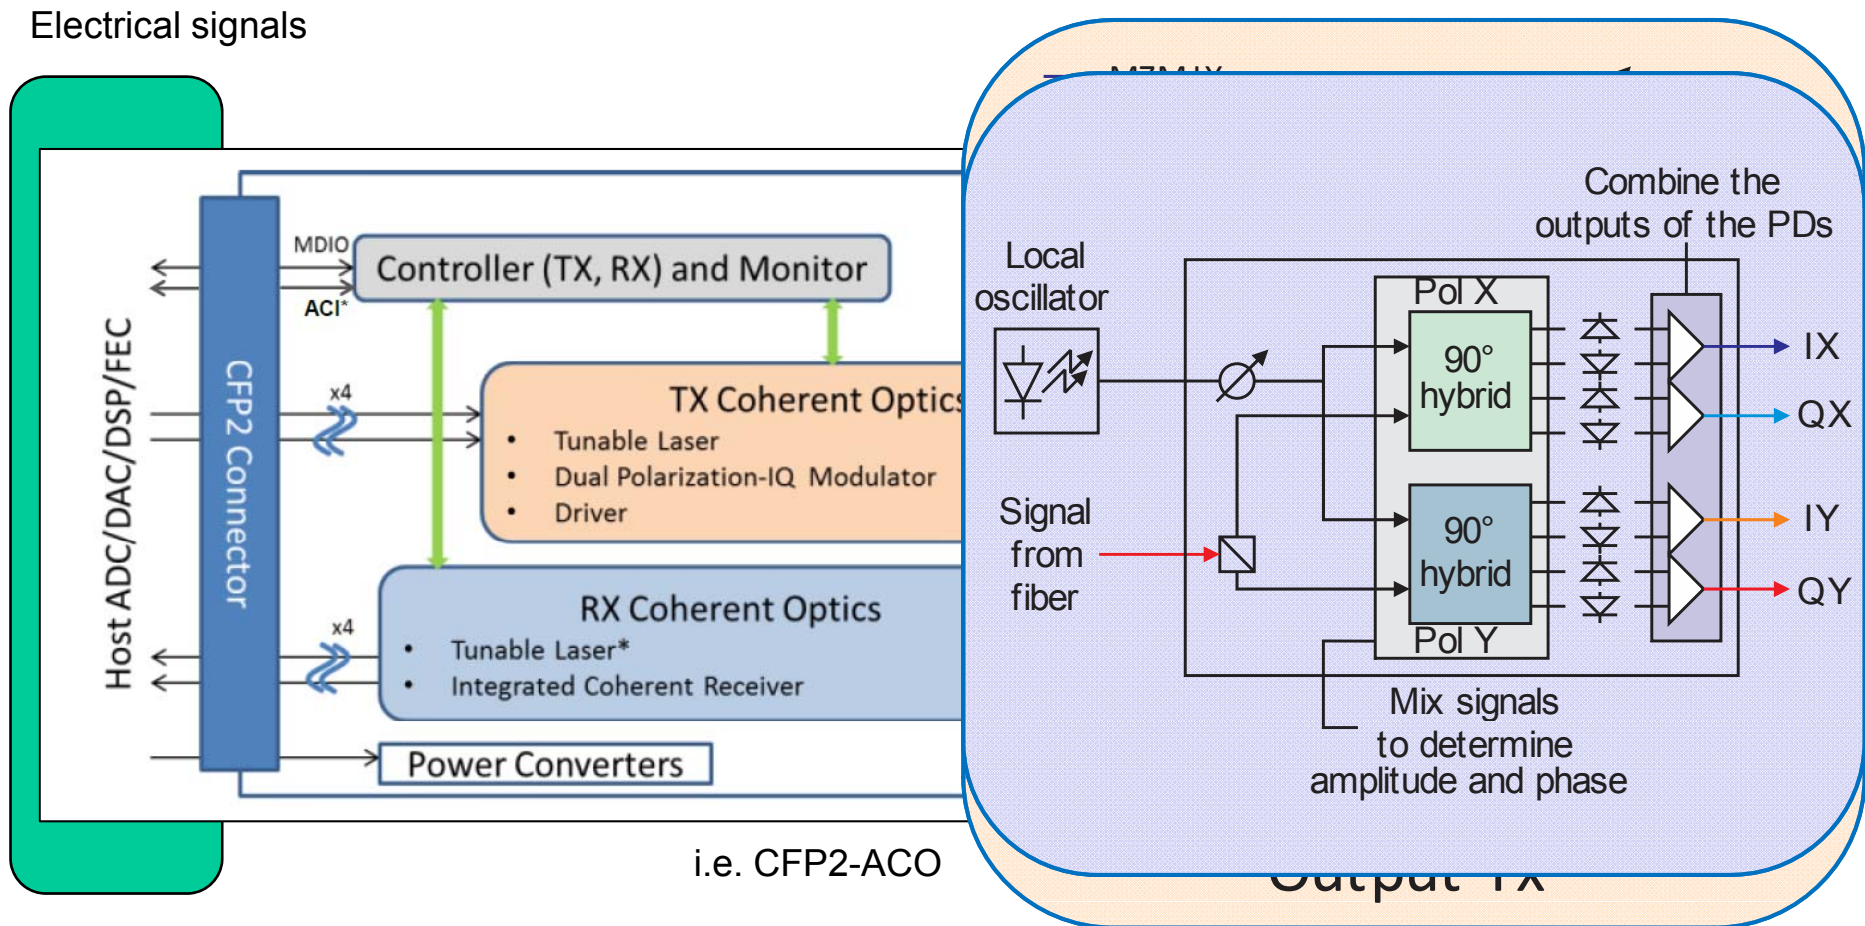 Electrical signals
Host ADC/DAC/DSP/FEC
CFP2 Connector
MDIO
ACI*
Controller (TX, RX) and Monitor
x4
TX Coherent Optics
• Tunable Laser
• Dual Polarization-IQ Modulator
• Driver
x4
RX Coherent Optics
• Tunable Laser*
• Integrated Coherent Receiver
Power Converters
i.e. CFP2-ACO
Combine the
outputs of the PDs
Local
oscillator
Pol X
90°
hybrid
IX
QX
Signal
from
fiber
90°
hybrid
Pol Y
IY
QY
Mix signals
to determine
amplitude and phase
Output Tx